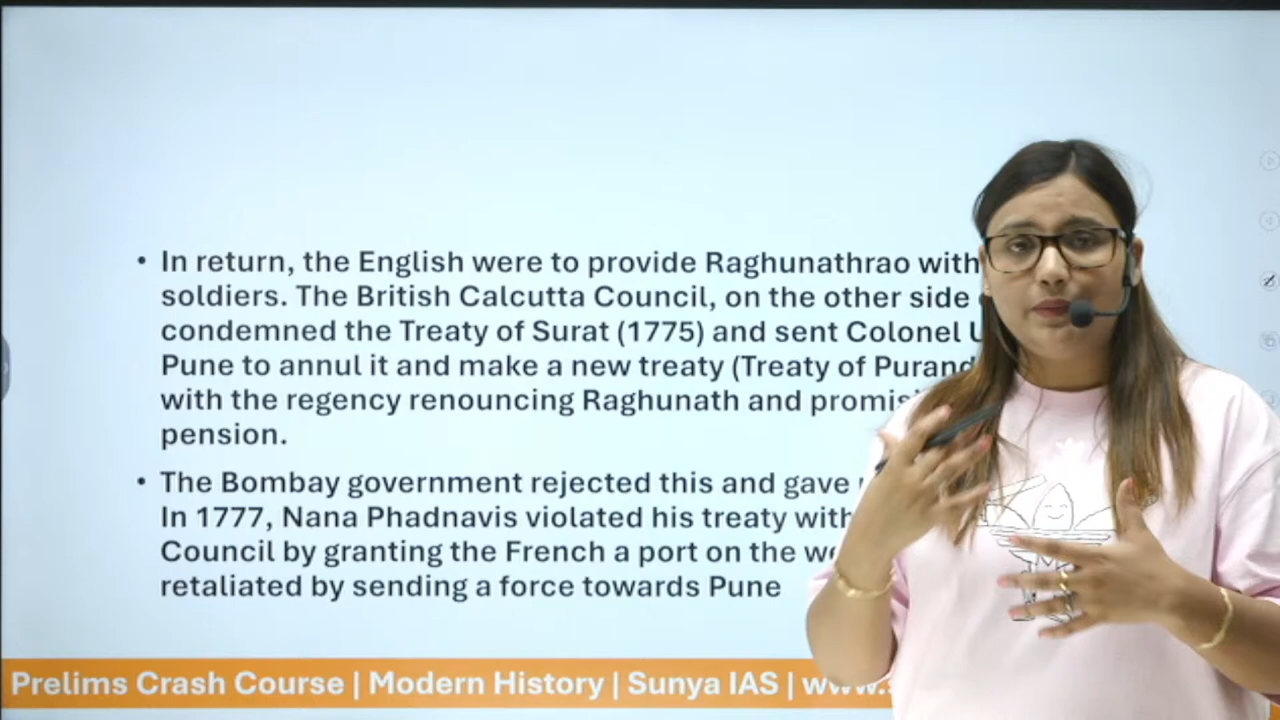 • In return, the English were to provide Raghunathrao with
soldiers. The British Calcutta Council, on the other side
condemned the Treaty of Surat (1775) and sent Colonel
Pune to annul it and make a new treaty (Treaty of
with the regency renouncing Raghunath and
pension.
• The Bombay government rejected this and gave
In 1777, Nana Phadnavis violated his treaty with
Council by granting the French a port on the
retaliated by sending a force towards Pune
Prelims Crash Course | Modern History | Sunya IAS |